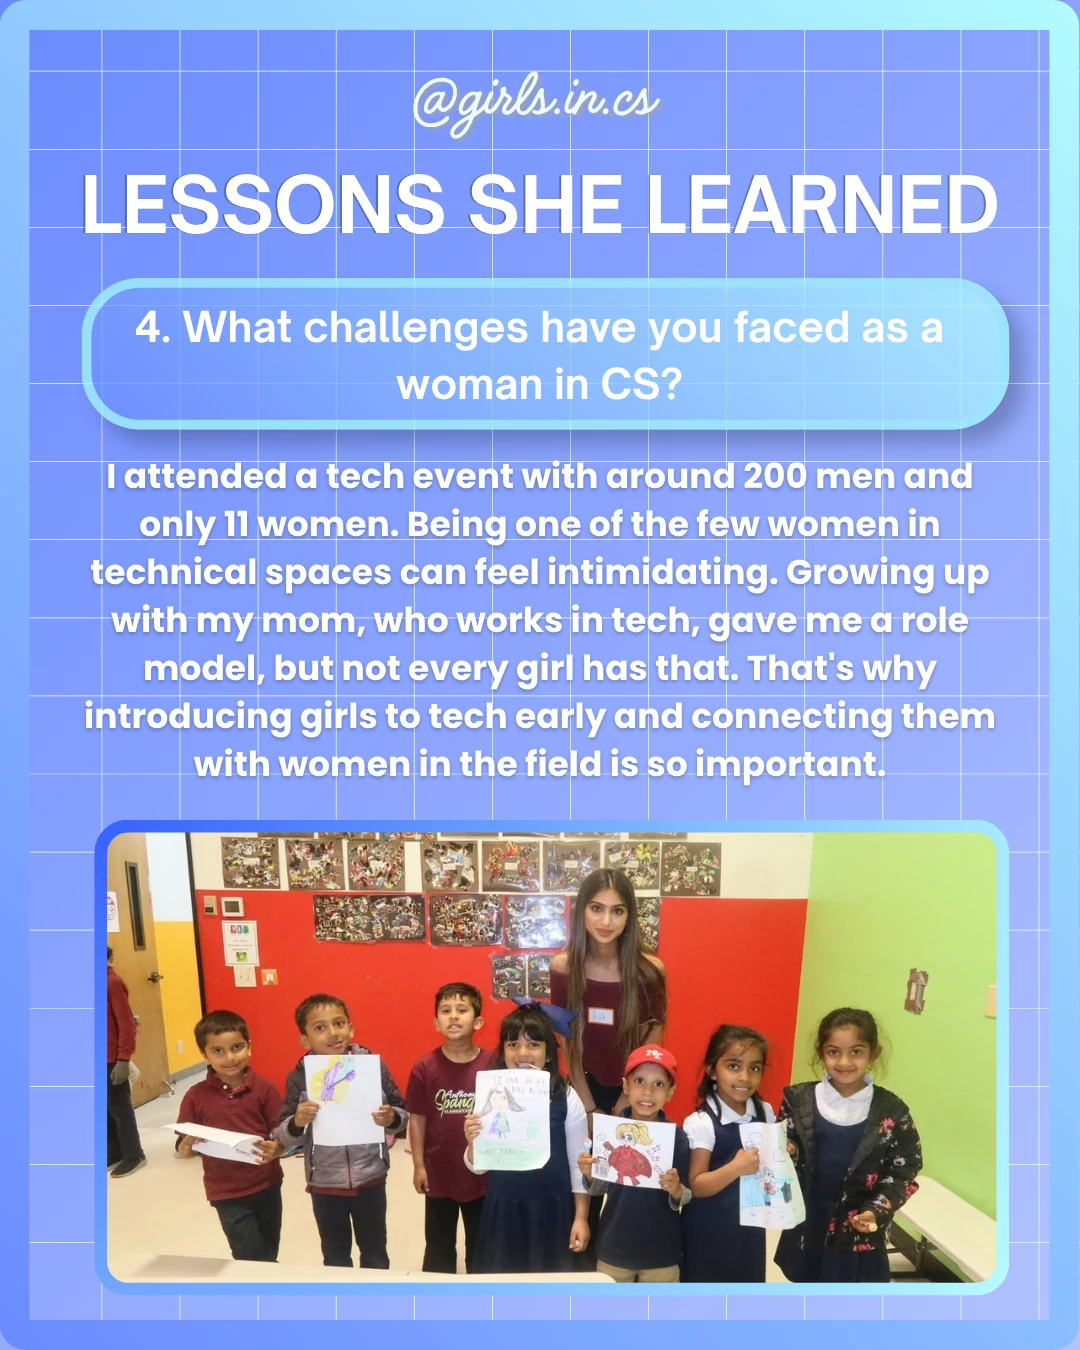 @girls.in.cs
LESSONS SHE LEARNED
4. What challenges have you faced as a
woman in CS?
I attended a tech event with around 200 men and
only 11 women. Being one of the few women in
technical spaces can feel intimidating. Growing up
with my mom, who works in tech, gave me a role
model, but not every girl has that. That's why
introducing girls to tech early and connecting them
with women in the field is so important.